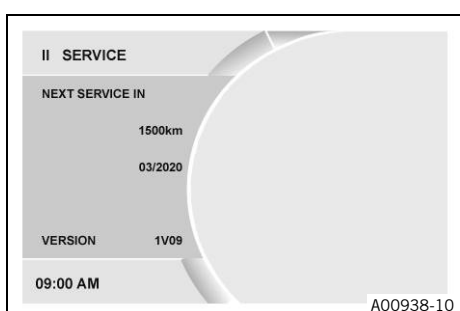 II SERVICE
NEXT SERVICE IN
1500km
03/2020
VERSION 1V09
09:00 AM
A00938-10